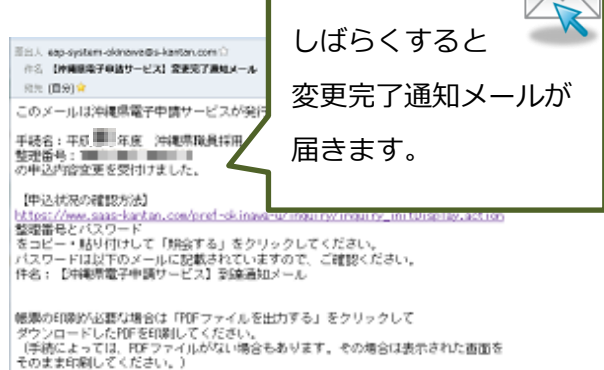 しばらくすると
変更完了通知メールが
届きます。
差出人 eap-system-okinawa@s-kantan.com
件名 【沖縄県電子申請サービス】変更完了通知メール
宛先 (自分)
このメールは沖縄県電子申請サービスが発行
手続名：平成 年度 沖縄県職員採用
整理番号：
の申込内容変更を受付けました。
【申込状況の確認方法】
https://www.saas-kantan.com/pref-okinawa-u/inquiry/inquiry_initDisplay.action
整理番号とパスワード
をコピー・貼り付けして「照会する」をクリックしてください。
パスワードは以下のメールに記載されていますので、ご確認ください。
件名：【沖縄県電子申請サービス】到達通知メール
帳票の印刷が必要な場合は「PDFファイルを出力する」をクリックして
ダウンロードしたPDFを印刷してください。
（手続によっては、PDFファイルがない場合もあります。その場合は表示された画面を
そのまま印刷してください。）